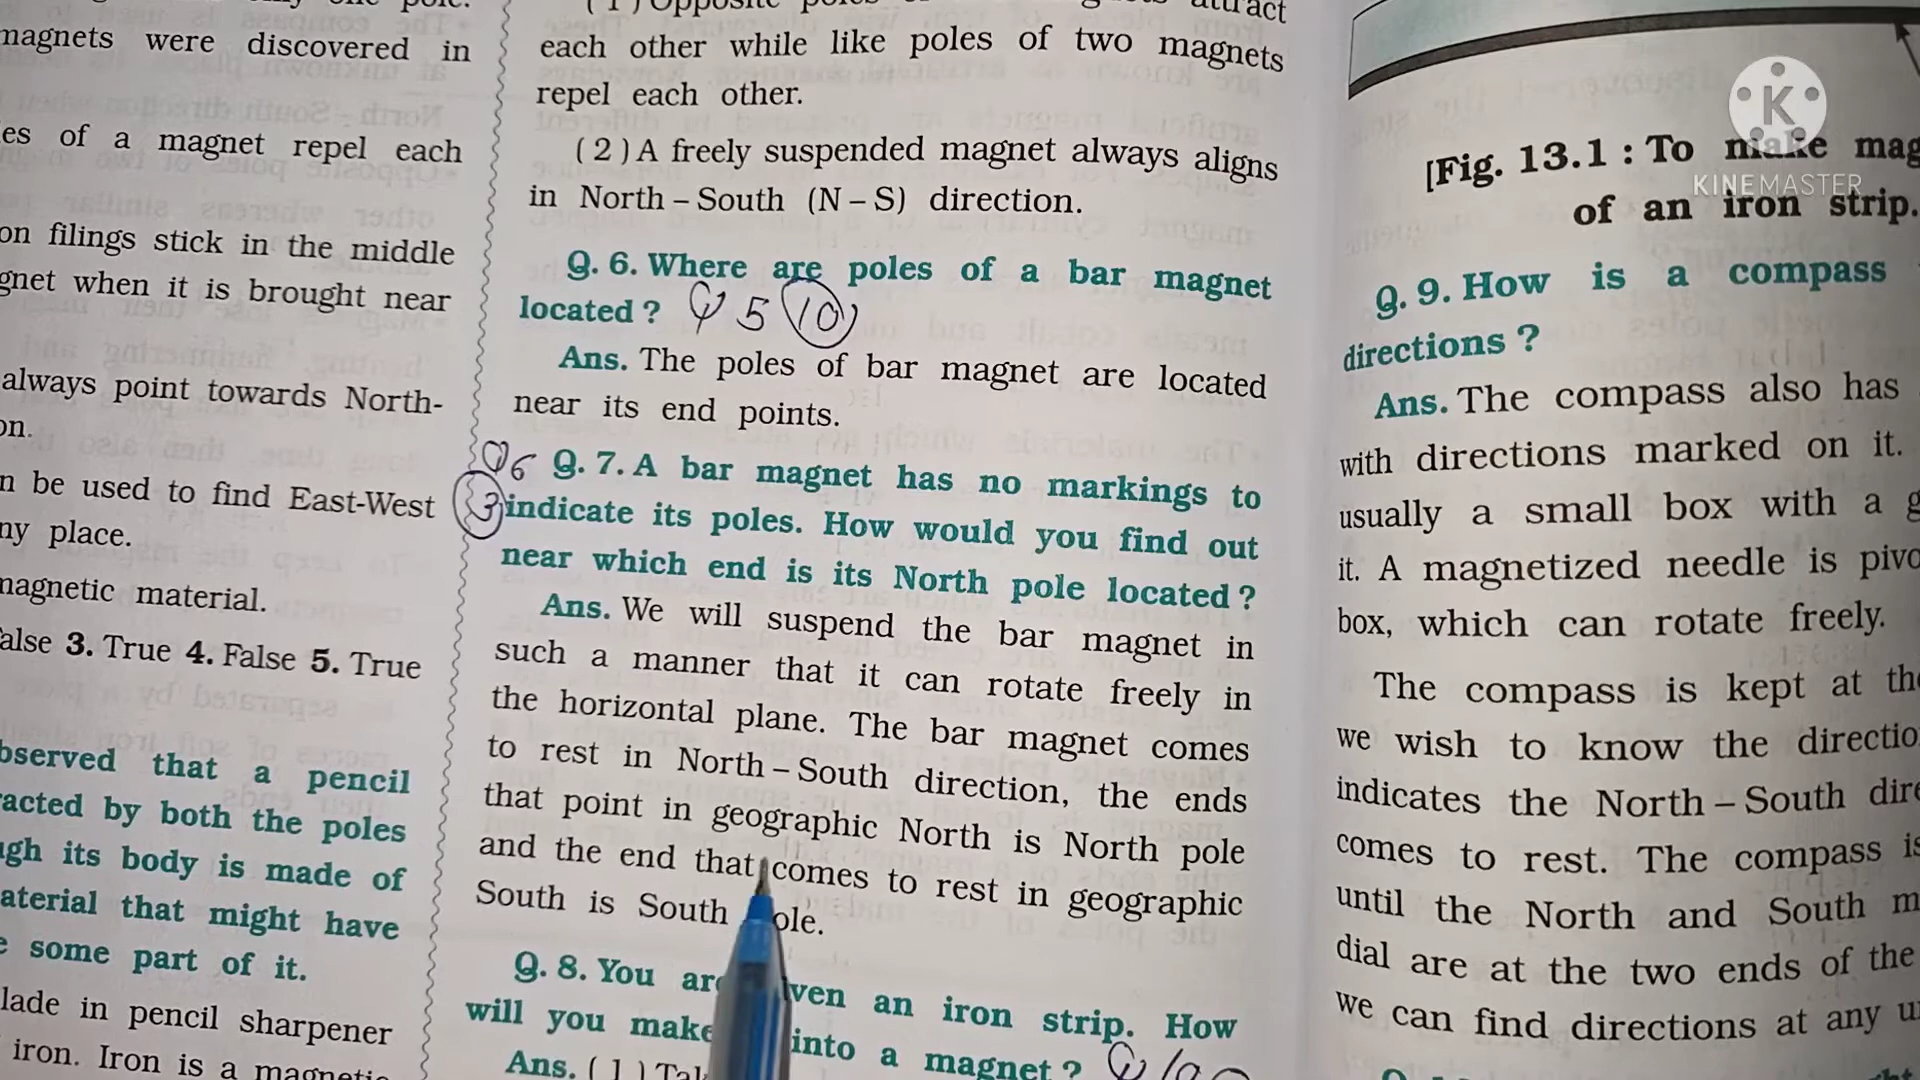 magnets were discovered in
es of a magnet repel each
on filings stick in the middle
gnet when it is brought near
always point towards North-
on.
n be used to find East-West
ny place.
magnetic material.
alse 3. True 4. False 5. True
bserved that a pencil
racted by both the poles
ugh its body is made of
aterial that might have
e some part of it.
lade in pencil sharpener
iron. Iron is a magnetic
each other while like poles of two magnets
repel each other.
(2) A freely suspended magnet always aligns
in North – South (N – S) direction.
Q. 6. Where are poles of a bar magnet
located ? 5 10
Ans. The poles of bar magnet are located
near its end points.
6 Q. 7. A bar magnet has no markings to
3 indicate its poles. How would you find out
near which end is its North pole located ?
Ans. We will suspend the bar magnet in
such a manner that it can rotate freely in
the horizontal plane. The bar magnet comes
to rest in North – South direction, the ends
that point in geographic North is North pole
and the end that comes to rest in geographic
South is South ole.
Q. 8. You are iven an iron strip. How
will you make into a magnet ?
Ans. (1) Tak
KINEMASTER
[Fig. 13.1 : To make mag
of an iron strip.
Q. 9. How is a compass
directions ?
Ans. The compass also has
with directions marked on it.
usually a small box with a g
it. A magnetized needle is pivo
box, which can rotate freely.
The compass is kept at the
we wish to know the directio
indicates the North – South dire
comes to rest. The compass is
until the North and South m
dial are at the two ends of the
we can find directions at any u